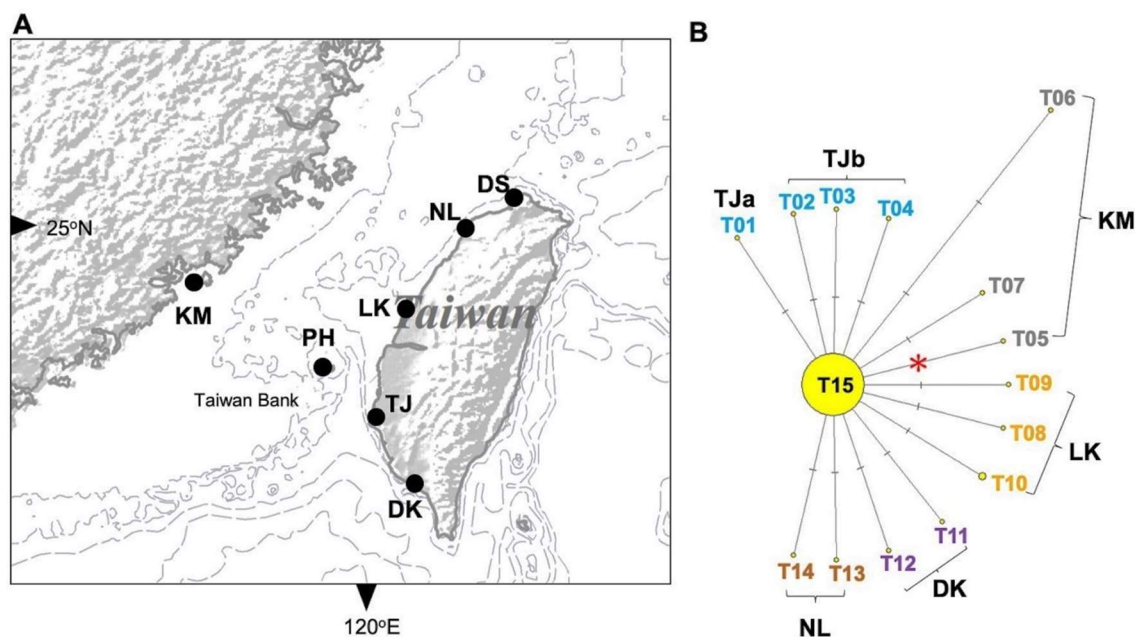 A
DS
NL
25°N
KM
LK
Taiwan
PH
Taiwan Bank
TJ
DK
120°E
B
T06
TJb
KM
TJa
T02
T03
T04
T01
T07
T05
T15
*
T09
T08
LK
T10
T11
T12
T14
T13
DK
NL